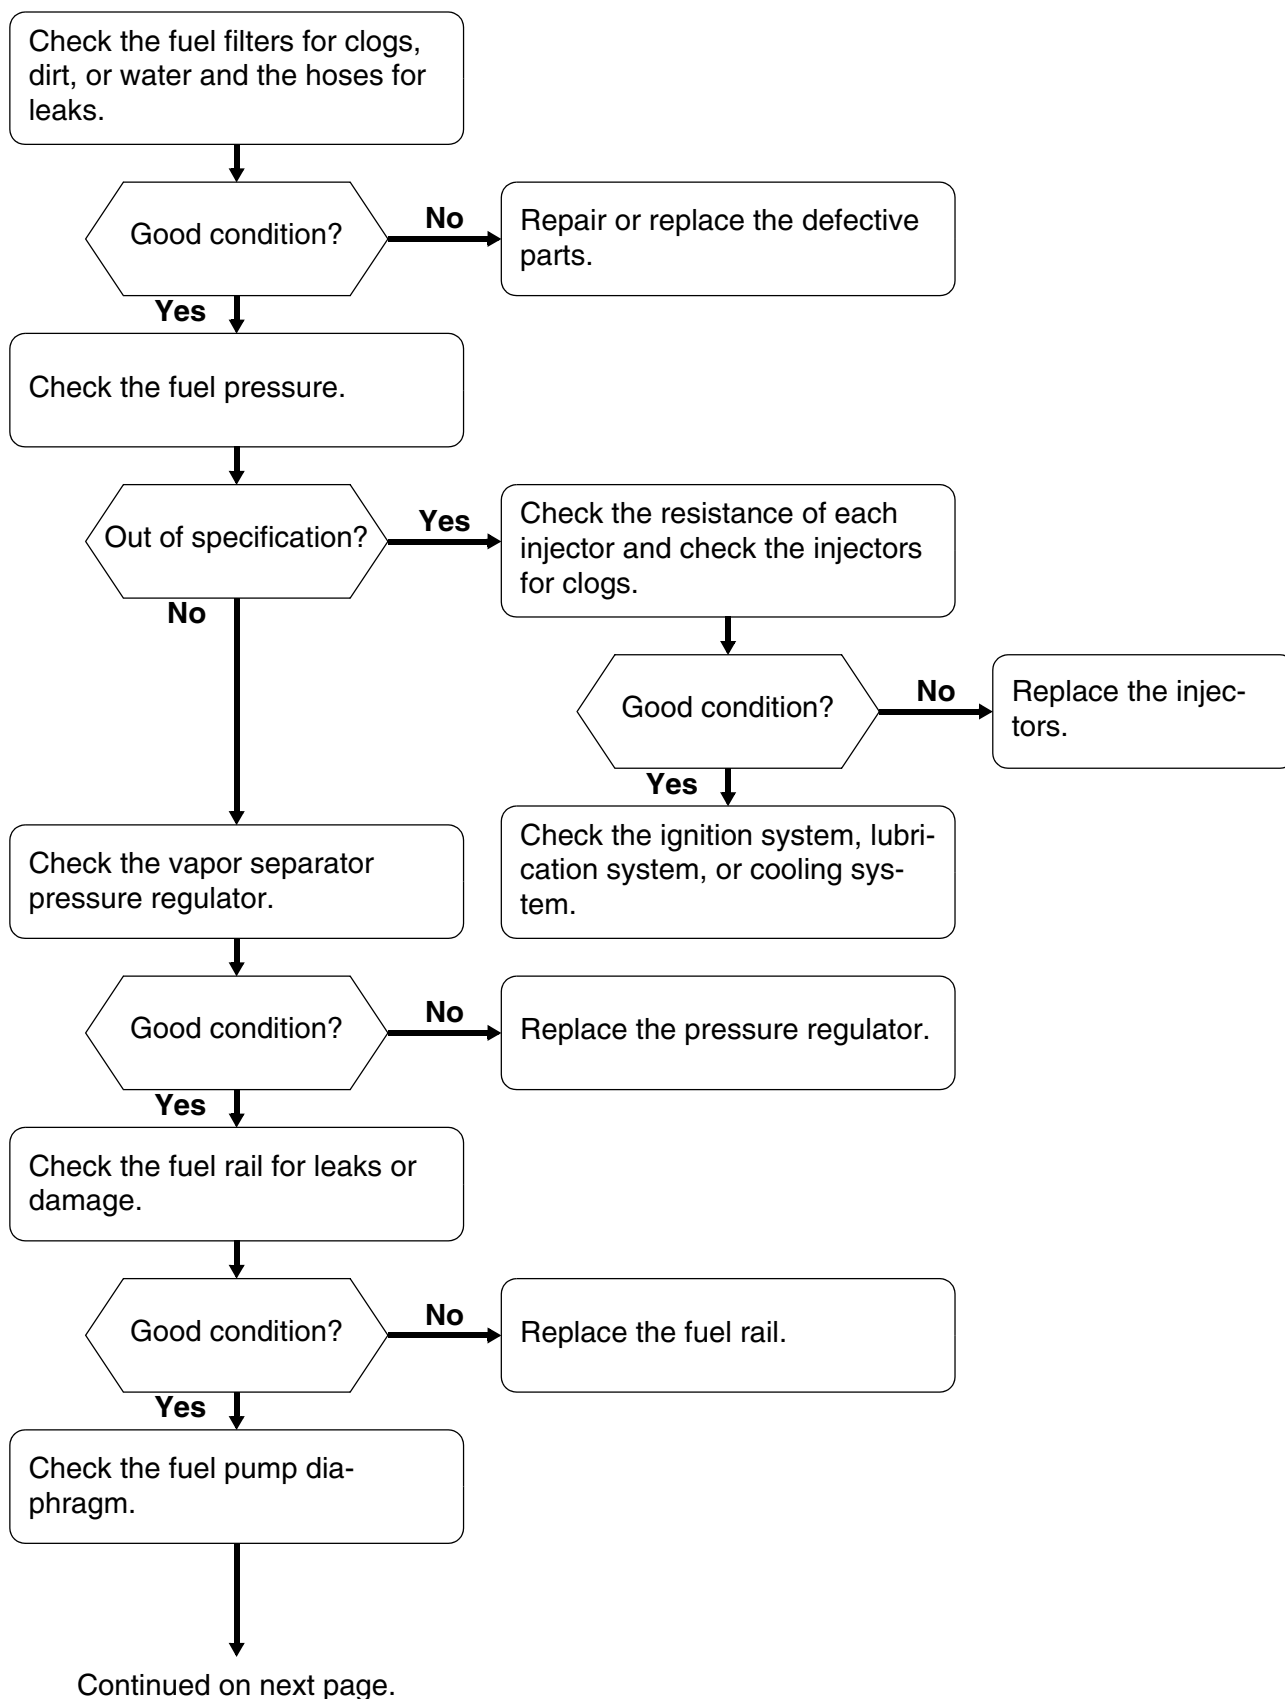 Check the fuel filters for clogs,
dirt, or water and the hoses for
leaks.
Good condition?
No
Repair or replace the defective
parts.
Yes
Check the fuel pressure.
Out of specification?
Yes
Check the resistance of each
injector and check the injectors
for clogs.
No
Good condition?
No
Replace the injec-
tors.
Yes
Check the ignition system, lubri-
cation system, or cooling sys-
tem.
Check the vapor separator
pressure regulator.
Good condition?
No
Replace the pressure regulator.
Yes
Check the fuel rail for leaks or
damage.
Good condition?
No
Replace the fuel rail.
Yes
Check the fuel pump dia-
phragm.
Continued on next page.